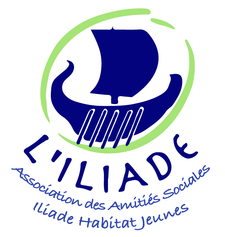 L'ILIADE
Association des Amitiés Sociales
Iliade Habitat Jeunes